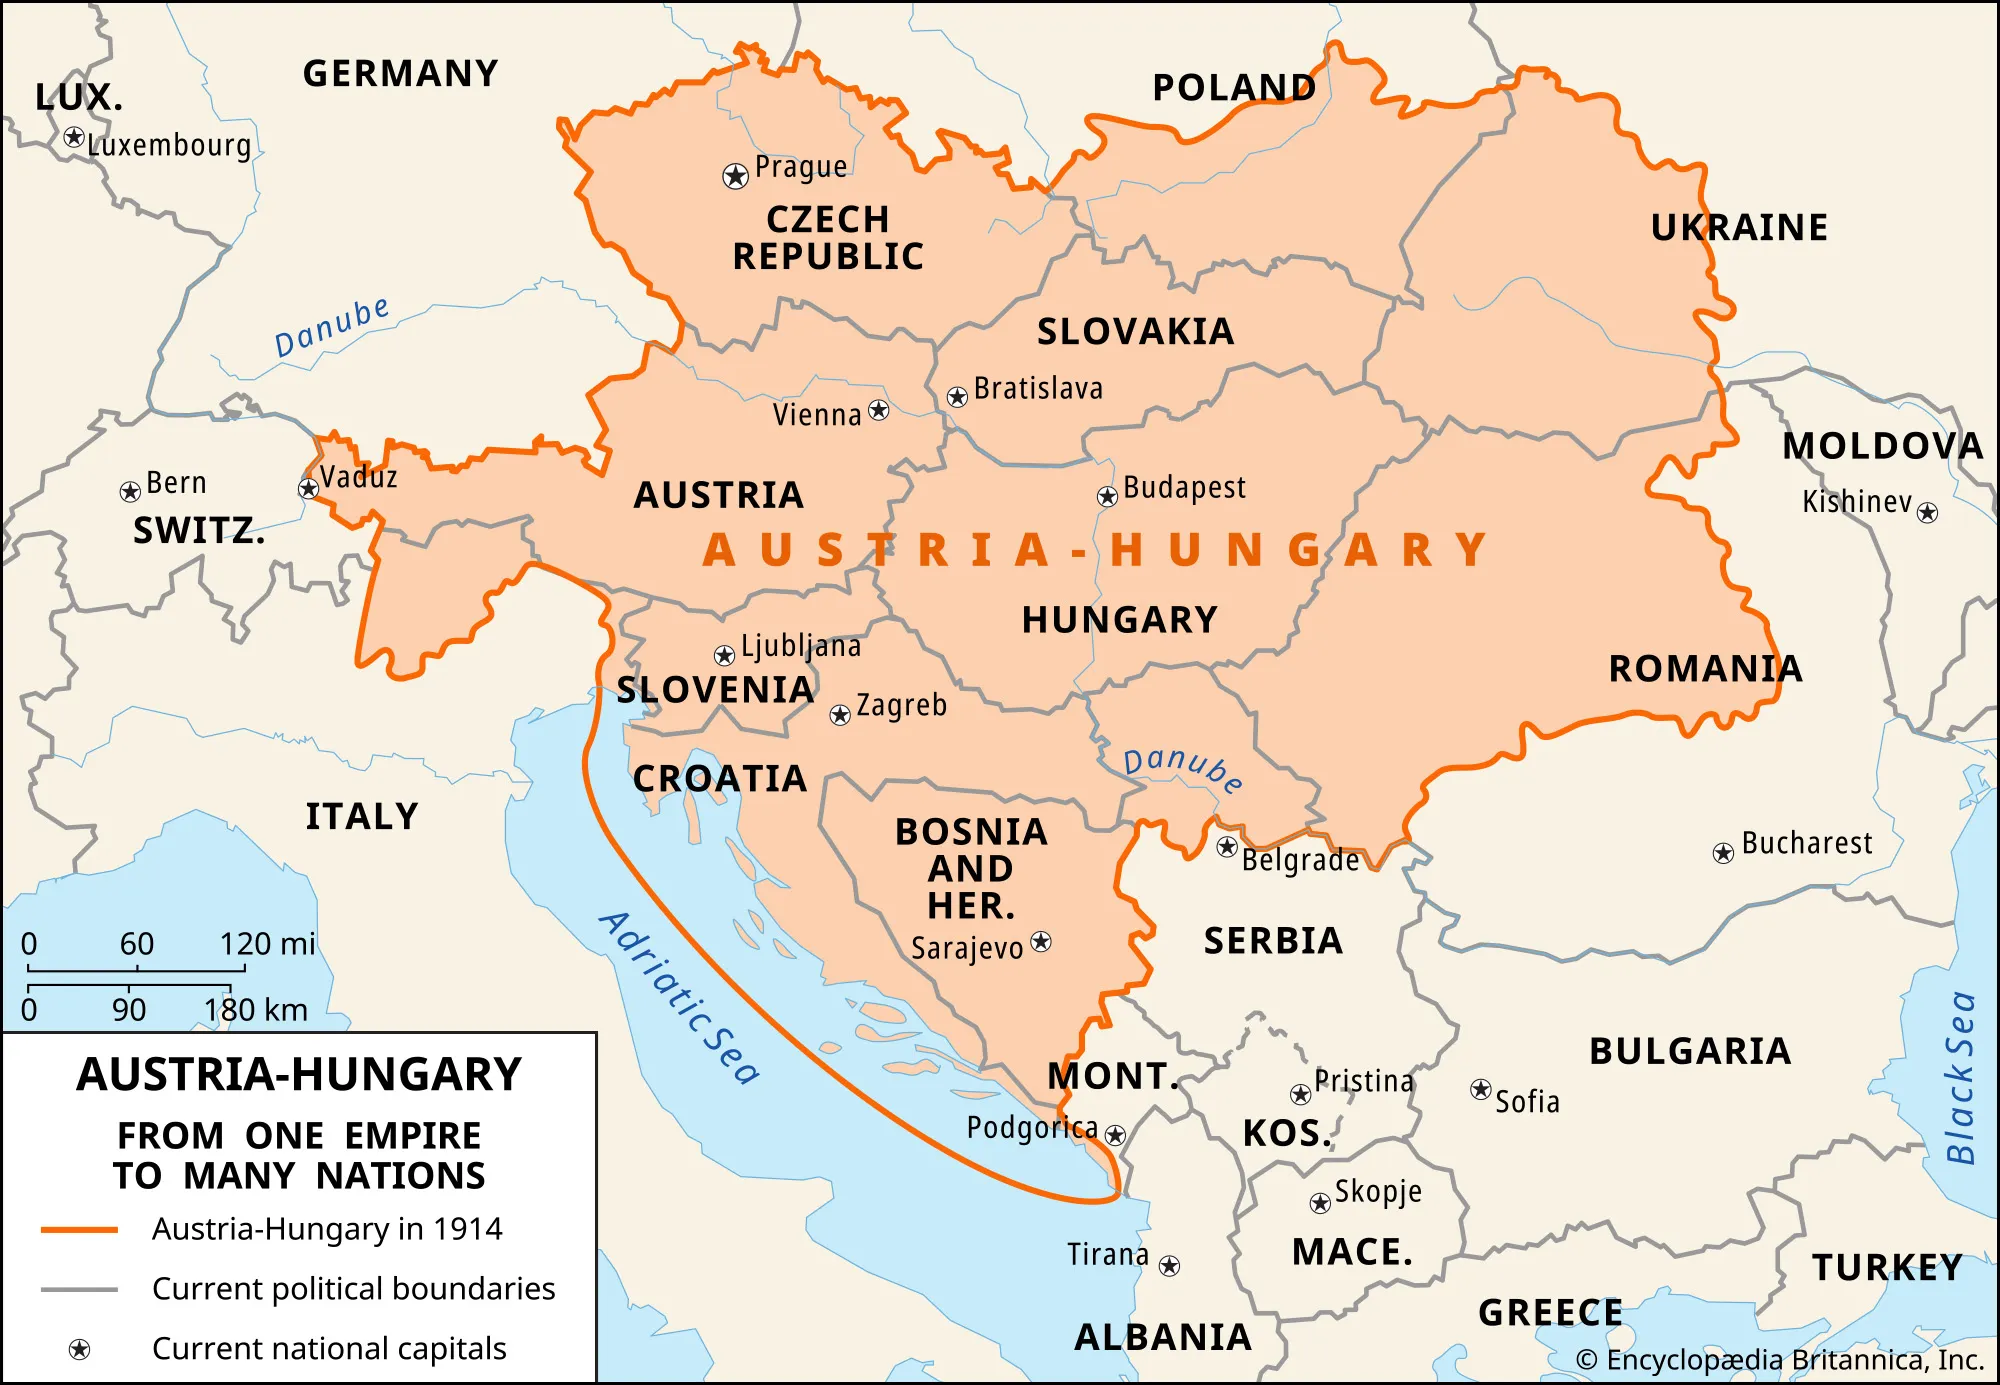 GERMANY
POLAND
LUX.
Luxembourg
Prague
CZECH
REPUBLIC
UKRAINE
Danube
SLOVAKIA
Bratislava
Vienna
MOLDOVA
Kishinev
Bern
Vaduz
SWITZ.
AUSTRIA
Budapest
AUSTRIA-HUNGARY
HUNGARY
Ljubljana
SLOVENIA
Zagreb
ROMANIA
CROATIA
Danube
ITALY
BOSNIA
AND
HER.
Sarajevo
Belgrade
Bucharest
SERBIA
Adriatic Sea
Black Sea
0 60 120 mi
0 90 180 km
MONT.
Podgorica
Pristina
KOS.
Sofia
BULGARIA
Skopje
MACE.
Tirana
ALBANIA
GREECE
TURKEY
AUSTRIA-HUNGARY
FROM ONE EMPIRE
TO MANY NATIONS
Austria-Hungary in 1914
Current political boundaries
Current national capitals
© Encyclopædia Britannica, Inc.